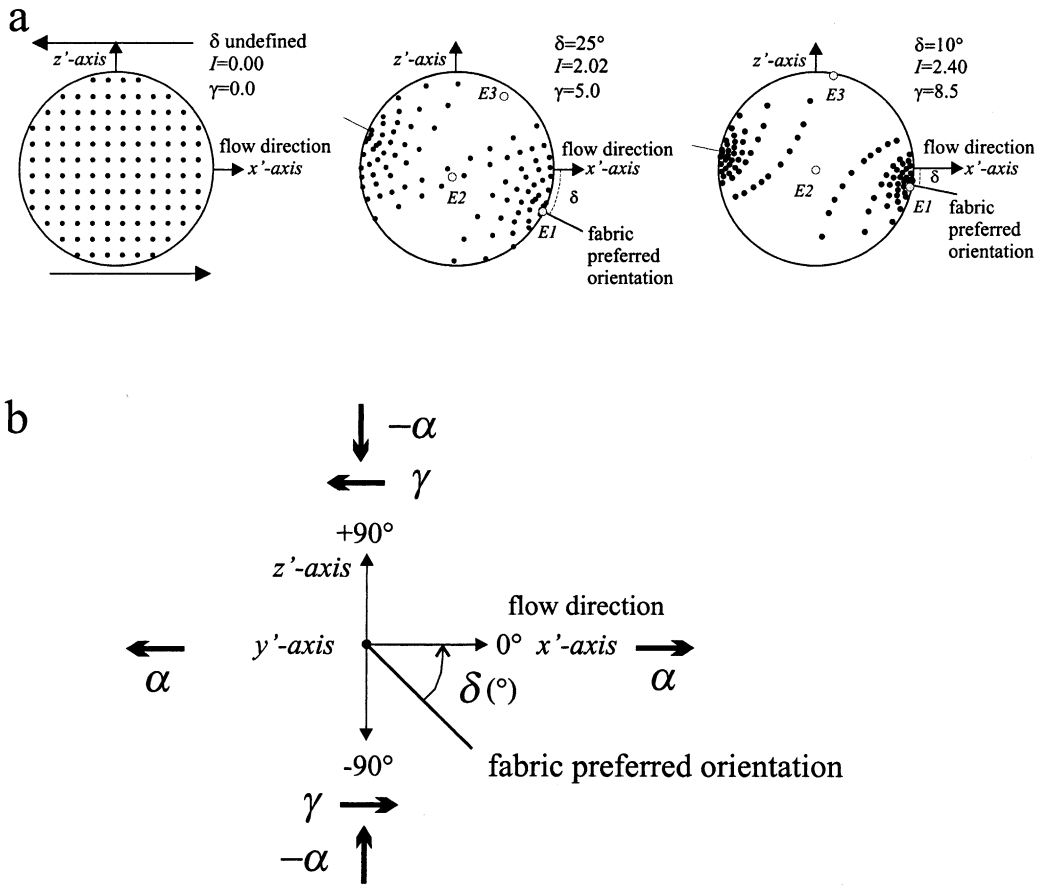 a
δ undefined
I=0.00
γ=0.0
z’-axis
flow direction
x’-axis
δ=25°
I=2.02
γ=5.0
z’-axis
E3
flow direction
x’-axis
E2
δ
E1
fabric
preferred
orientation
δ=10°
I=2.40
γ=8.5
z’-axis
E3
flow direction
x’-axis
E2
δ
E1
fabric
preferred
orientation
b
−α
γ
+90°
z’-axis
flow direction
y’-axis
0° x’-axis
α
α
δ(°)
-90°
fabric preferred orientation
γ
−α